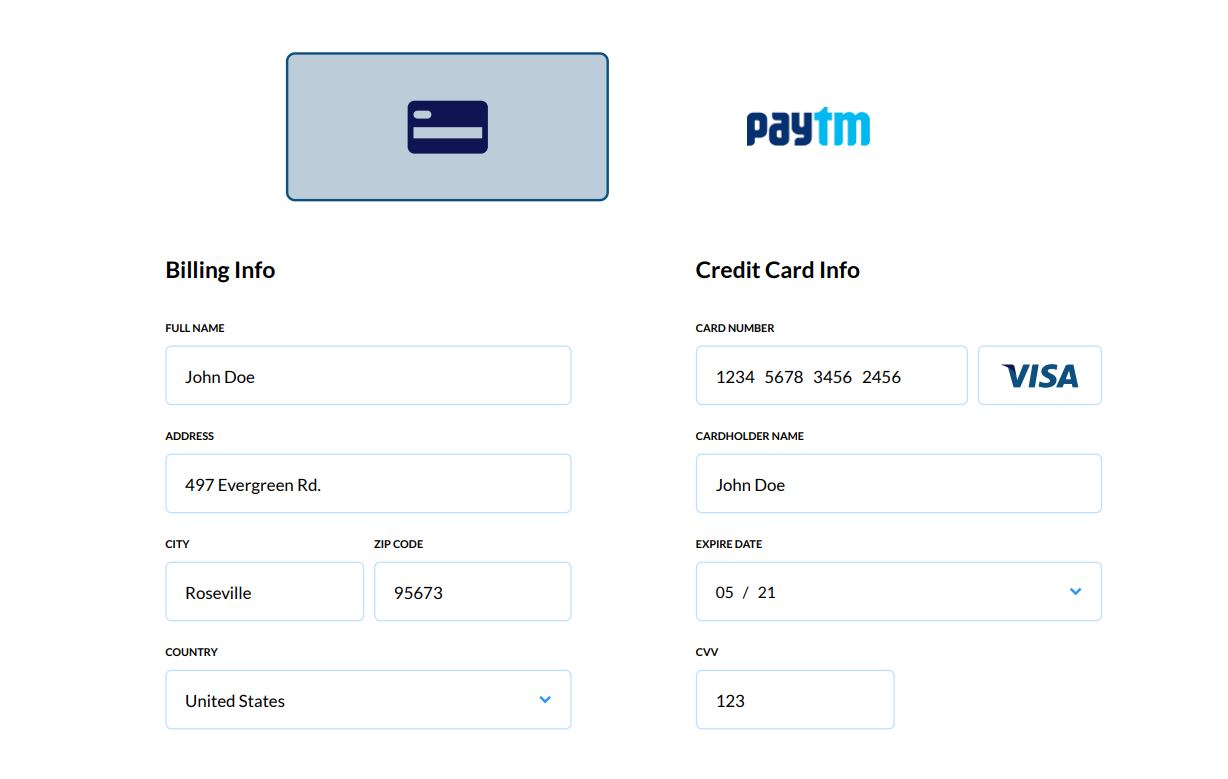 paytm
Billing Info
Credit Card Info
FULL NAME
CARD NUMBER
John Doe
1234 5678 3456 2456
VISA
ADDRESS
CARDHOLDER NAME
497 Evergreen Rd.
John Doe
CITY
ZIP CODE
EXPIRE DATE
Roseville
95673
05 / 21
COUNTRY
CVV
United States
123